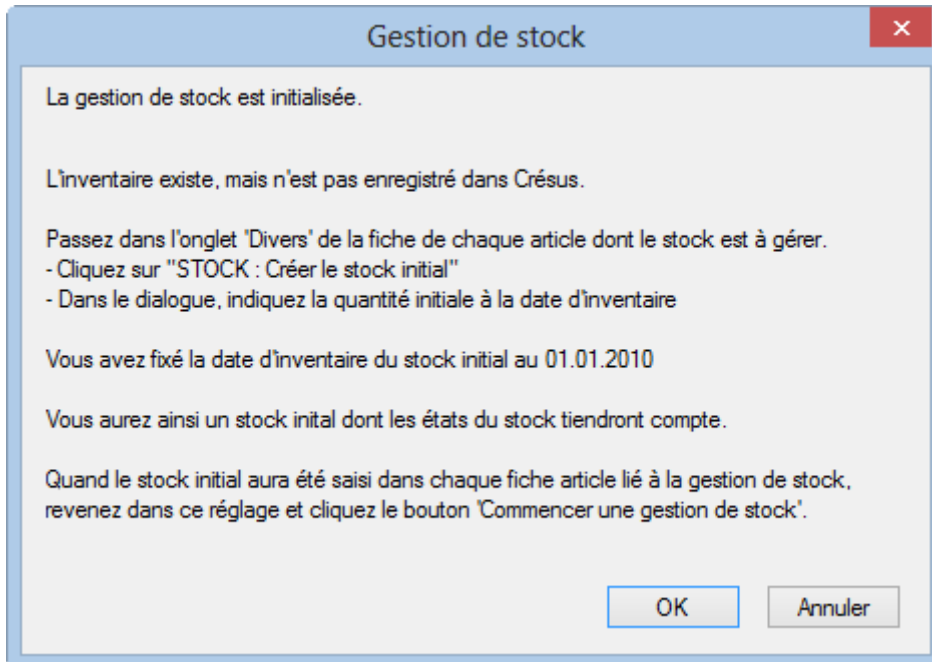 Gestion de stock
La gestion de stock est initialisée.
L'inventaire existe, mais n'est pas enregistré dans Crésus.
Passez dans l'onglet 'Divers' de la fiche de chaque article dont le stock est à gérer.
- Cliquez sur "STOCK : Créer le stock initial"
- Dans le dialogue, indiquez la quantité initiale à la date d'inventaire
Vous avez fixé la date d'inventaire du stock initial au 01.01.2010
Vous aurez ainsi un stock inital dont les états du stock tiendront compte.
Quand le stock initial aura été saisi dans chaque fiche article lié à la gestion de stock,
revenez dans ce réglage et cliquez le bouton 'Commencer une gestion de stock'.
OK
Annuler